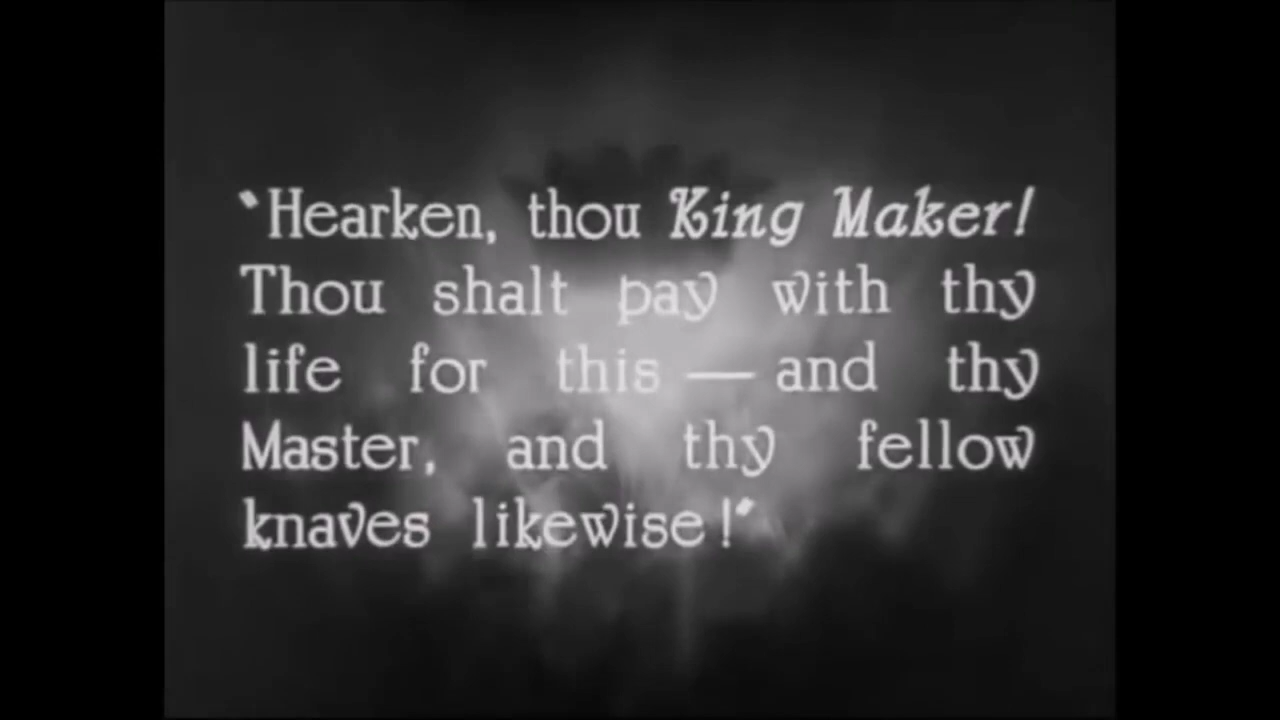 "Hearken, thou King Maker!
Thou shalt pay with thy
life for this — and thy
Master, and thy fellow
knaves likewise!"